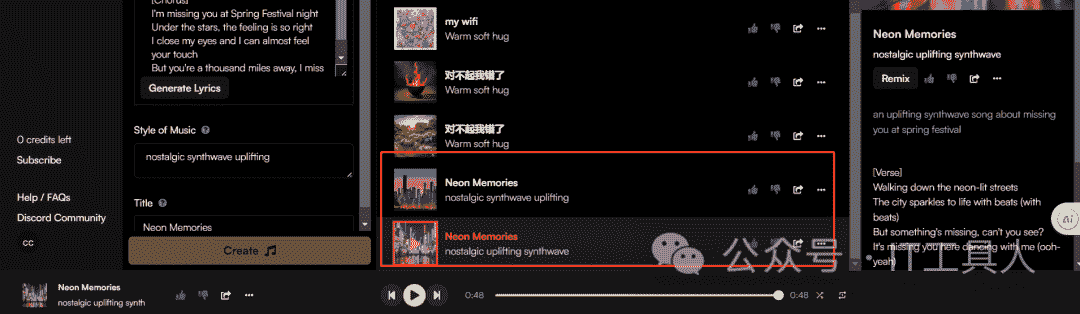 [Chorus]
I'm missing you at Spring Festival night
Under the stars, the feeling is so right
I close my eyes and I can almost feel
your touch
But you're a thousand miles away, I miss
Generate Lyrics
0 credits left
Subscribe
Style of Music
nostalgic synthwave uplifting
Help / FAQs
Discord Community
CC
Title
Neon Memories
Create
my wifi
Warm soft hug
对不起我错了
Warm soft hug
对不起我错了
Warm soft hug
Neon Memories
nostalgic synthwave uplifting
Neon Memories
nostalgic uplifting synthwave
Neon Memories
nostalgic uplifting synthwave
Remix
an uplifting synthwave song about missing
you at spring festival
[Verse]
Walking down the neon-lit streets
The city sparkles to life with beats (with
beats)
But something's missing, can't you see?
It's missing you here dancing with me (ooh-
yeah)
Ai
公众号 · IT工具人
Neon Memories
nostalgic uplifting synth
0:48
0:48